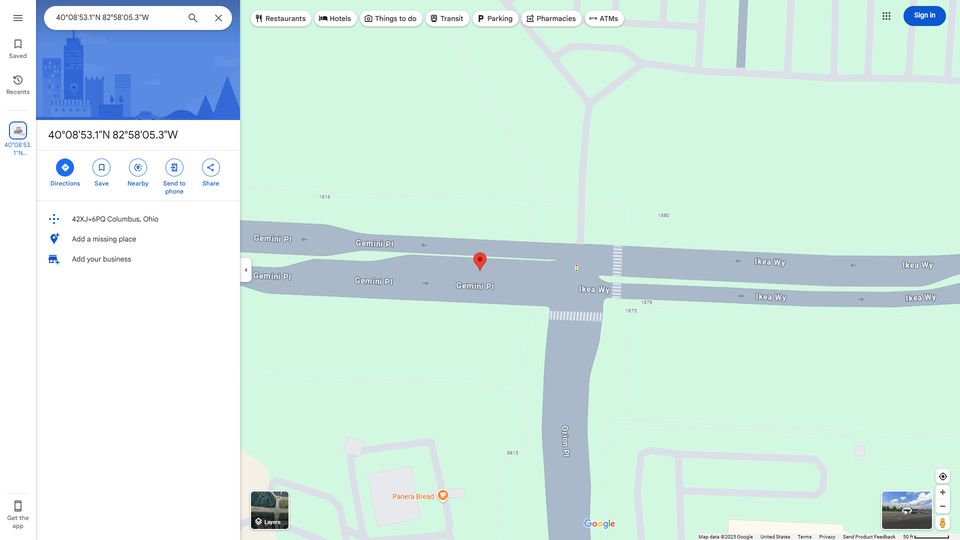 40°08'53.1"N 82°58'05.3"W
Restaurants
Hotels
Things to do
Transit
Parking
Pharmacies
ATMs
Sign in
Saved
Recents
40°08'53.
1"N...
40°08'53.1"N 82°58'05.3"W
Directions
Save
Nearby
Send to
phone
Share
42XJ+6PQ Columbus, Ohio
Add a missing place
Add your business
Get the
app
1816
1880
Gemini Pl
Gemini Pl
Ikea Wy
Ikea Wy
Gemini Pl
Gemini Pl
Gemini Pl
Ikea Wy
Ikea Wy
Ikea Wy
1879
1875
Orion Pl
8815
Panera Bread
Layers
Google
Map data ©2025 Google
United States
Terms
Privacy
Send Product Feedback
50 ft